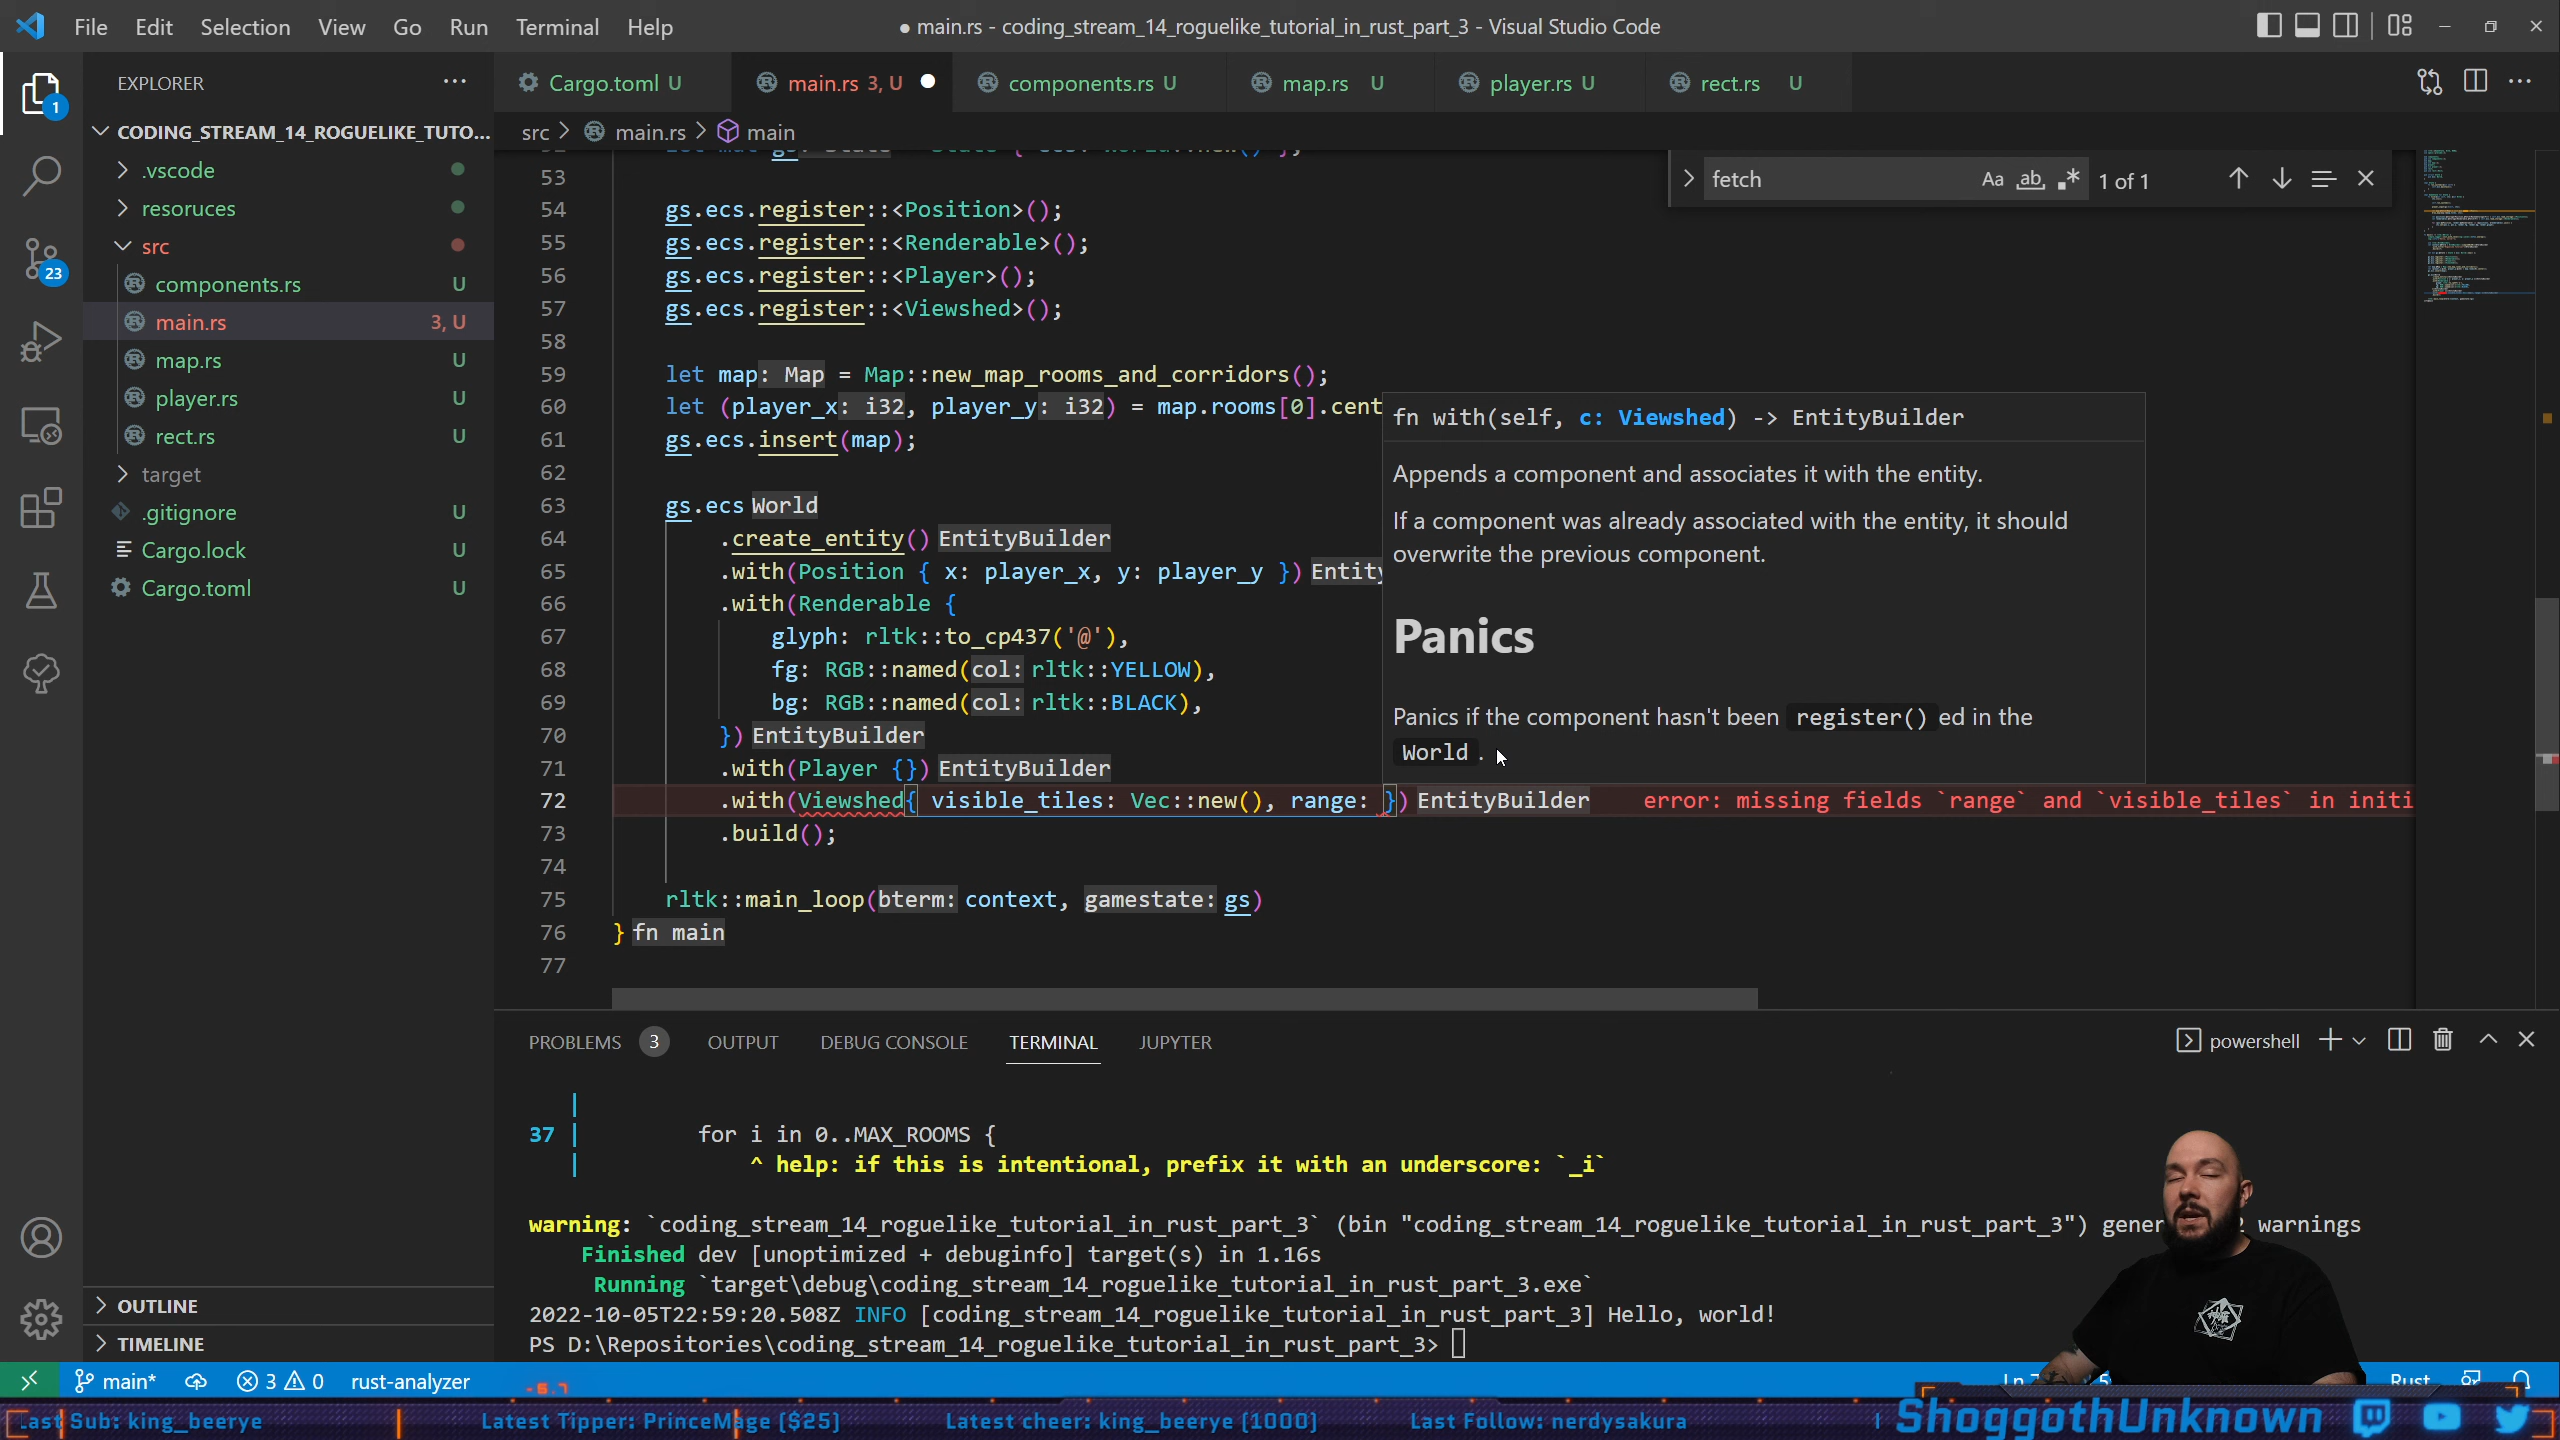 File Edit Selection View Go Run Terminal Help
● main.rs - coding_stream_14_roguelike_tutorial_in_rust_part_3 - Visual Studio Code
EXPLORER
Cargo.toml U
main.rs 3, U
components.rs U
map.rs U
player.rs U
rect.rs U
1
CODING_STREAM_14_ROGUELIKE_TUTO...
.vscode
resoruces
src
components.rs U
main.rs 3, U
map.rs U
player.rs U
rect.rs U
target
.gitignore U
Cargo.lock U
Cargo.toml U
23
OUTLINE
TIMELINE
src > main.rs > main
fetch
Aa ab .* 1 of 1
53
54 gs.ecs.register::<Position>();
55 gs.ecs.register::<Renderable>();
56 gs.ecs.register::<Player>();
57 gs.ecs.register::<Viewshed>();
58
59 let map: Map = Map::new_map_rooms_and_corridors();
60 let (player_x: i32, player_y: i32) = map.rooms[0].cent
61 gs.ecs.insert(map);
62
63 gs.ecs World
64 .create_entity() EntityBuilder
65 .with(Position { x: player_x, y: player_y }) Entity
66 .with(Renderable {
67 glyph: rltk::to_cp437('@'),
68 fg: RGB::named(col: rltk::YELLOW),
69 bg: RGB::named(col: rltk::BLACK),
70 }) EntityBuilder
71 .with(Player {}) EntityBuilder
72 .with(Viewshed{ visible_tiles: Vec::new(), range: }) EntityBuilder error: missing fields `range` and `visible_tiles` in initi
73 .build();
74
75 rltk::main_loop(bterm: context, gamestate: gs)
76 } fn main
77
fn with(self, c: Viewshed) -> EntityBuilder
Appends a component and associates it with the entity.
If a component was already associated with the entity, it should
overwrite the previous component.
Panics
Panics if the component hasn't been register() ed in the
World .
PROBLEMS 3 OUTPUT DEBUG CONSOLE TERMINAL JUPYTER
powershell
|
37 | for i in 0..MAX_ROOMS {
| ^ help: if this is intentional, prefix it with an underscore: `_i`
warning: `coding_stream_14_roguelike_tutorial_in_rust_part_3` (bin "coding_stream_14_roguelike_tutorial_in_rust_part_3") gener 2 warnings
Finished dev [unoptimized + debuginfo] target(s) in 1.16s
Running `target\debug\coding_stream_14_roguelike_tutorial_in_rust_part_3.exe`
2022-10-05T22:59:20.508Z INFO [coding_stream_14_roguelike_tutorial_in_rust_part_3] Hello, world!
PS D:\Repositories\coding_stream_14_roguelike_tutorial_in_rust_part_3>
main* 3 0 rust-analyzer
Rust
Last Sub: king_beerye
Latest Tipper: PrinceMage ($25)
Latest cheer: king_beerye (1000)
Last Follow: nerdysakura
ShoggothUnknown